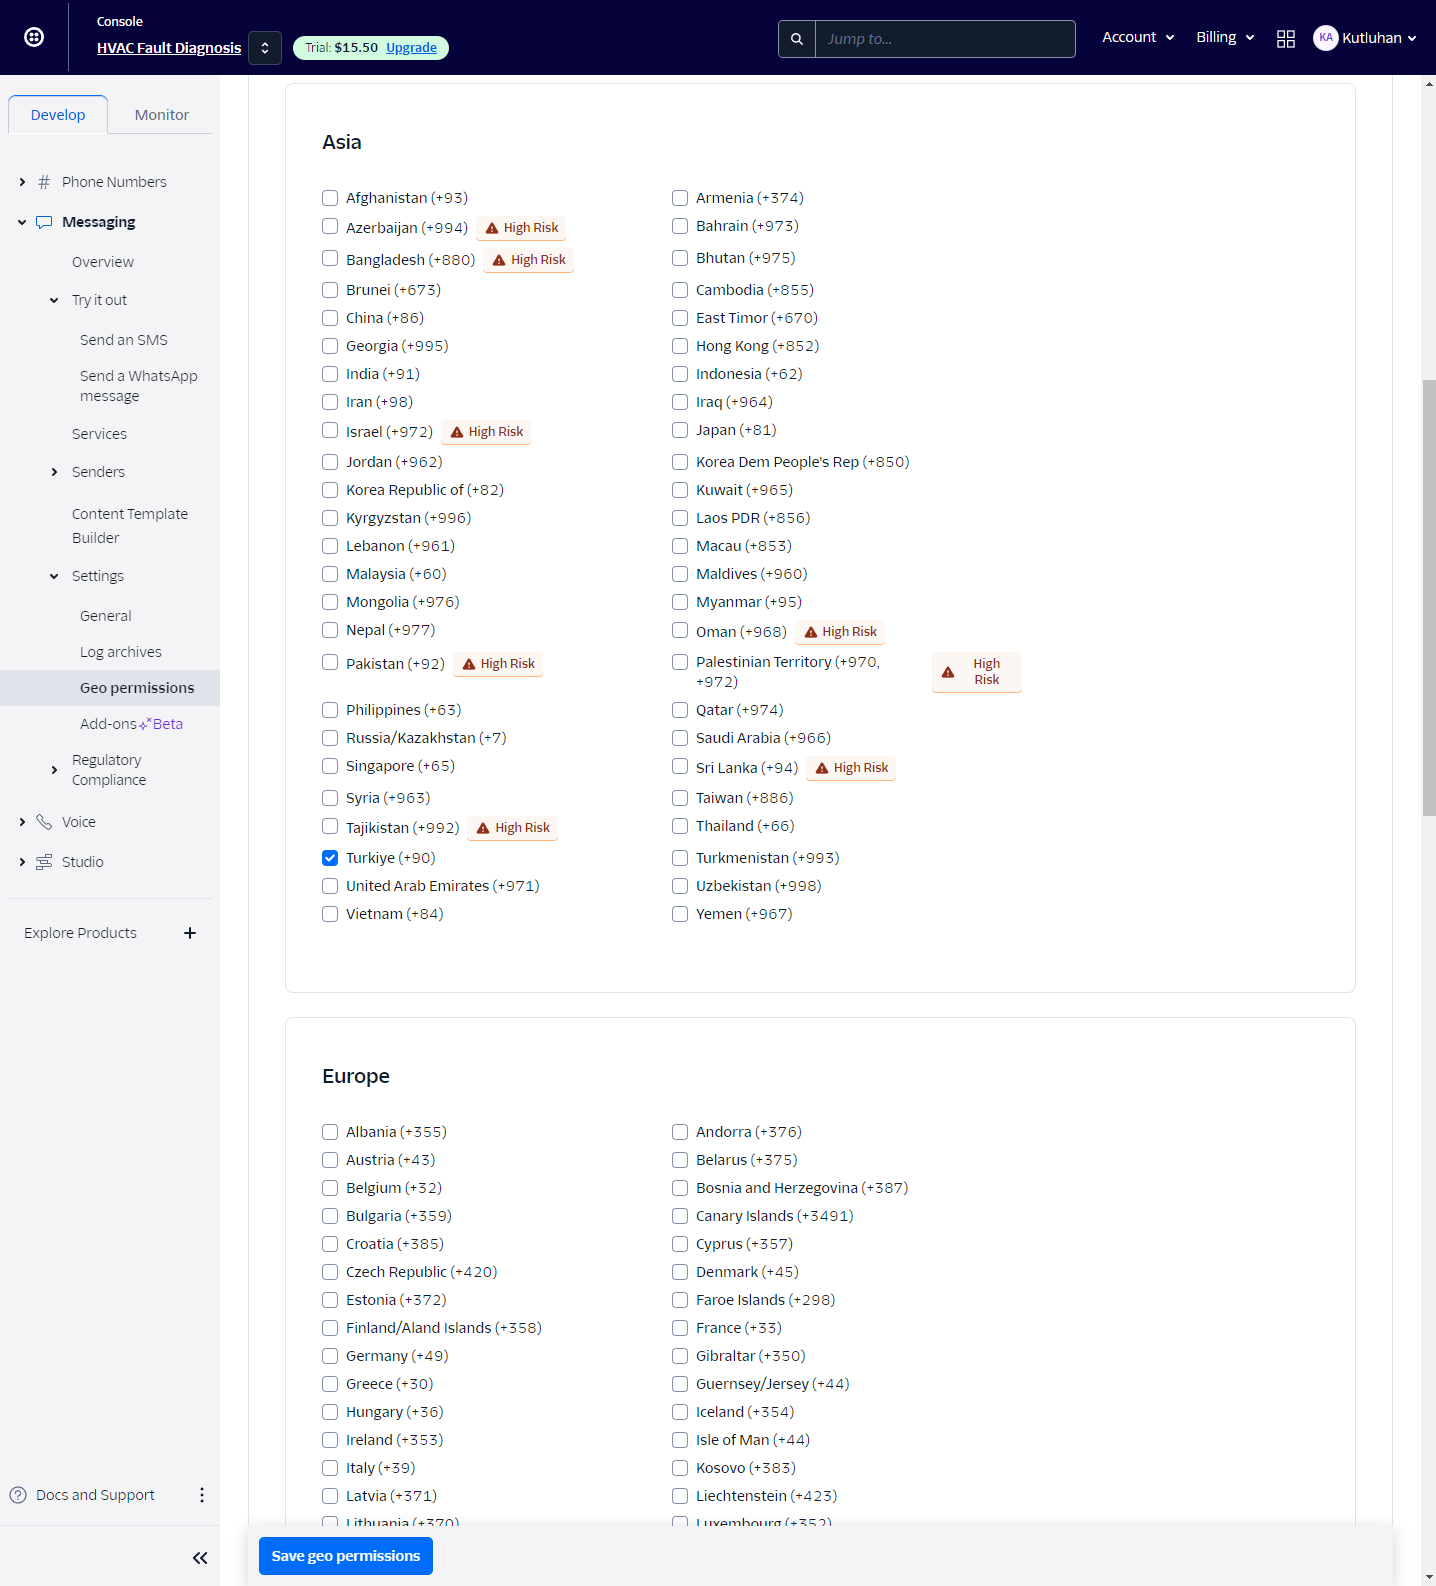 Console
HVAC Fault Diagnosis
Trial: $15.50 Upgrade
Jump to...
Account
Billing
KA Kutluhan
Develop
Monitor
Phone Numbers
Messaging
Overview
Try it out
Send an SMS
Send a WhatsApp
message
Services
Senders
Content Template
Builder
Settings
General
Log archives
Geo permissions
Add-ons Beta
Regulatory
Compliance
Voice
Studio
Explore Products
Docs and Support
Asia
Afghanistan (+93)
Armenia (+374)
Azerbaijan (+994) High Risk
Bahrain (+973)
Bangladesh (+880) High Risk
Bhutan (+975)
Brunei (+673)
Cambodia (+855)
China (+86)
East Timor (+670)
Georgia (+995)
Hong Kong (+852)
India (+91)
Indonesia (+62)
Iran (+98)
Iraq (+964)
Israel (+972) High Risk
Japan (+81)
Jordan (+962)
Korea Dem People's Rep (+850)
Korea Republic of (+82)
Kuwait (+965)
Kyrgyzstan (+996)
Laos PDR (+856)
Lebanon (+961)
Macau (+853)
Malaysia (+60)
Maldives (+960)
Mongolia (+976)
Myanmar (+95)
Nepal (+977)
Oman (+968) High Risk
Pakistan (+92) High Risk
Palestinian Territory (+970,
+972)
High
Risk
Philippines (+63)
Qatar (+974)
Russia/Kazakhstan (+7)
Saudi Arabia (+966)
Singapore (+65)
Sri Lanka (+94) High Risk
Syria (+963)
Taiwan (+886)
Tajikistan (+992) High Risk
Thailand (+66)
Turkiye (+90)
Turkmenistan (+993)
United Arab Emirates (+971)
Uzbekistan (+998)
Vietnam (+84)
Yemen (+967)
Europe
Albania (+355)
Andorra (+376)
Austria (+43)
Belarus (+375)
Belgium (+32)
Bosnia and Herzegovina (+387)
Bulgaria (+359)
Canary Islands (+3491)
Croatia (+385)
Cyprus (+357)
Czech Republic (+420)
Denmark (+45)
Estonia (+372)
Faroe Islands (+298)
Finland/Aland Islands (+358)
France (+33)
Germany (+49)
Gibraltar (+350)
Greece (+30)
Guernsey/Jersey (+44)
Hungary (+36)
Iceland (+354)
Ireland (+353)
Isle of Man (+44)
Italy (+39)
Kosovo (+383)
Latvia (+371)
Liechtenstein (+423)
Lithuania (+370)
Luxembourg (+352)
Save geo permissions